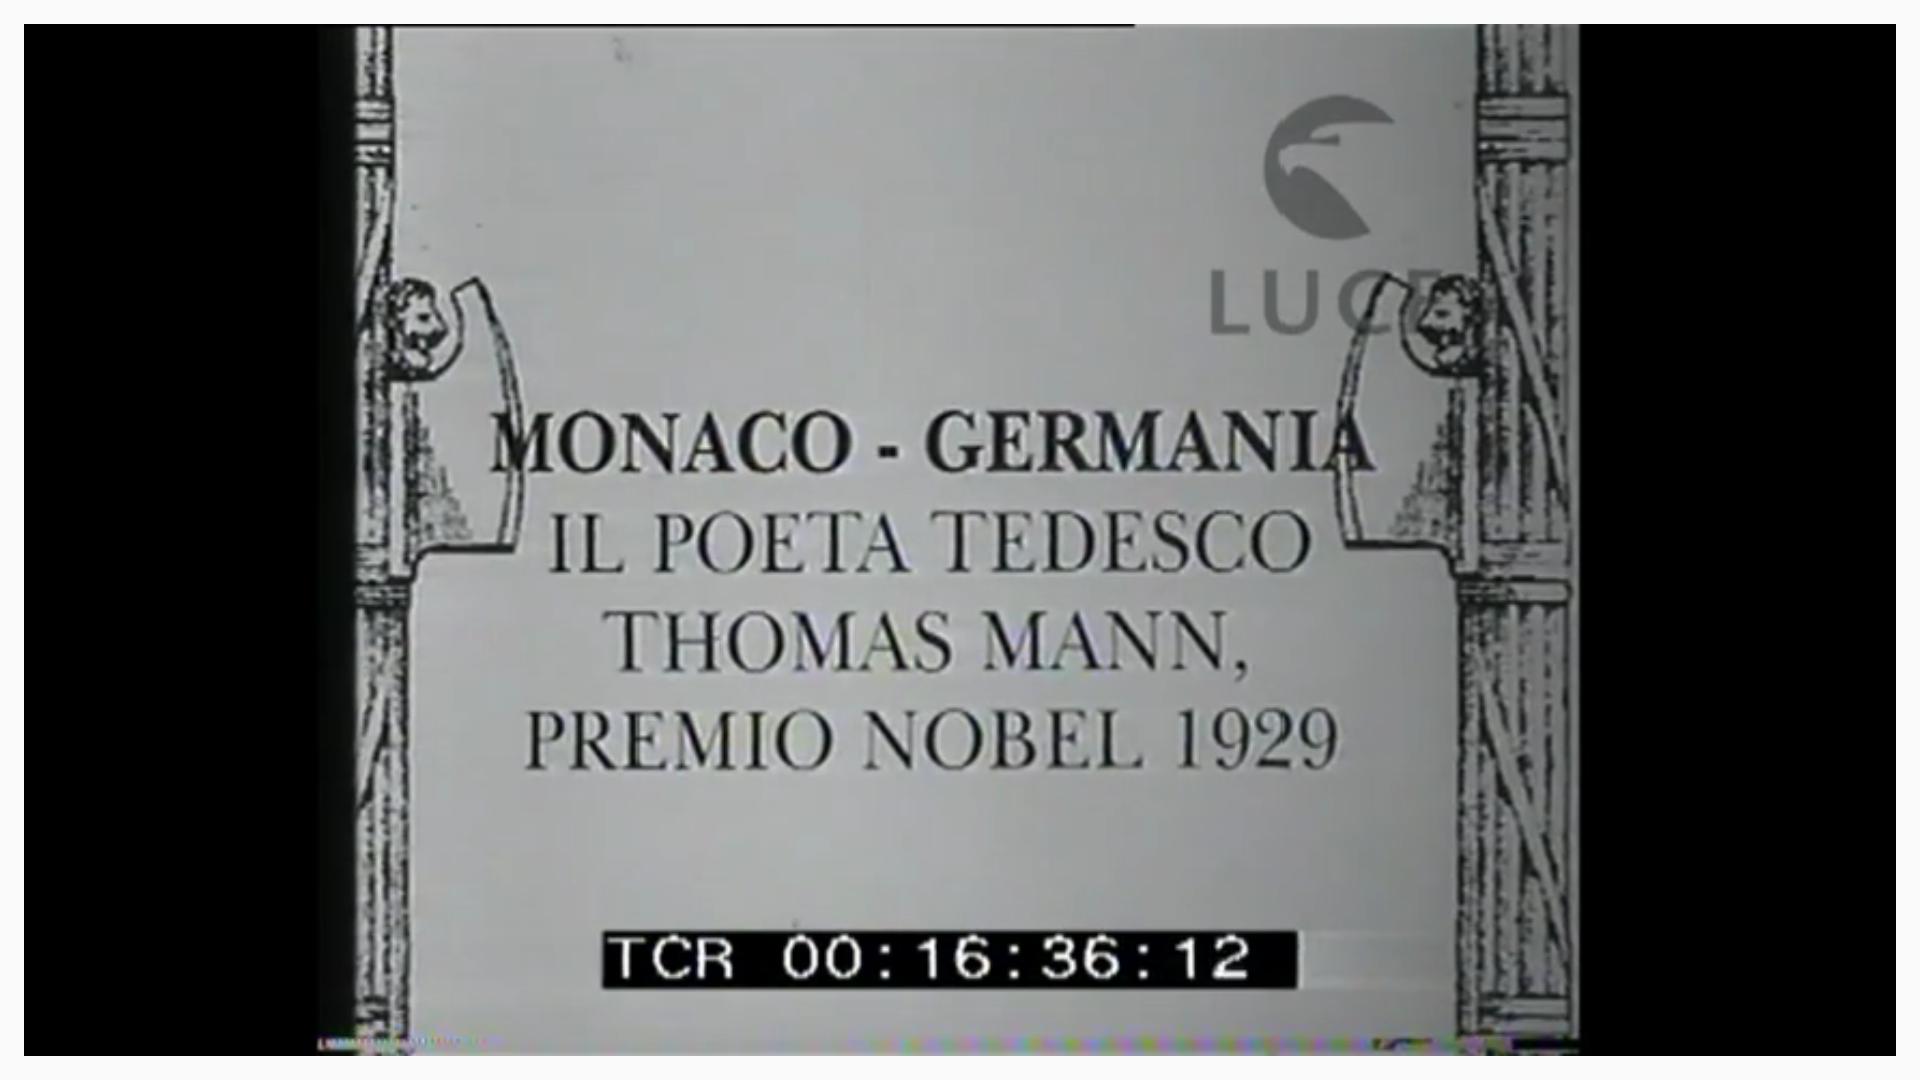 LUCE
MONACO - GERMANIA
IL POETA TEDESCO
THOMAS MANN,
PREMIO NOBEL 1929
TCR 00:16:36:12